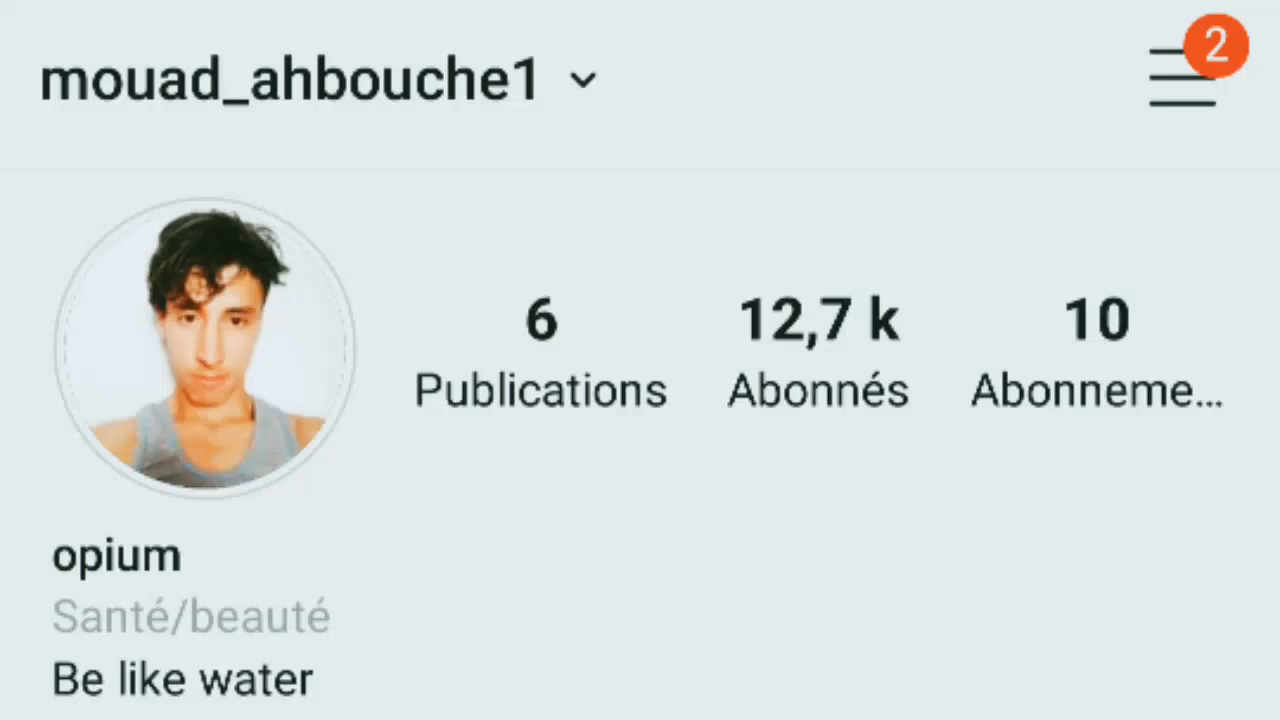 mouad_ahbouche1
2
6 12,7 k 10
Publications Abonnés Abonneme...
opium
Santé/beauté
Be like water